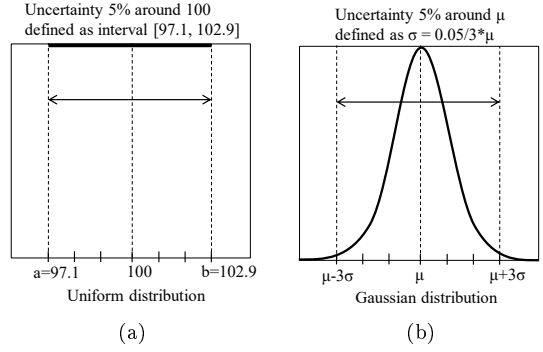 Uncertainty 5% around 100
defined as interval [97.1, 102.9]
a=97.1
100
b=102.9
Uniform distribution
(a)
Uncertainty 5% around μ
defined as σ = 0.05/3*μ
μ-3σ
μ
μ+3σ
Gaussian distribution
(b)